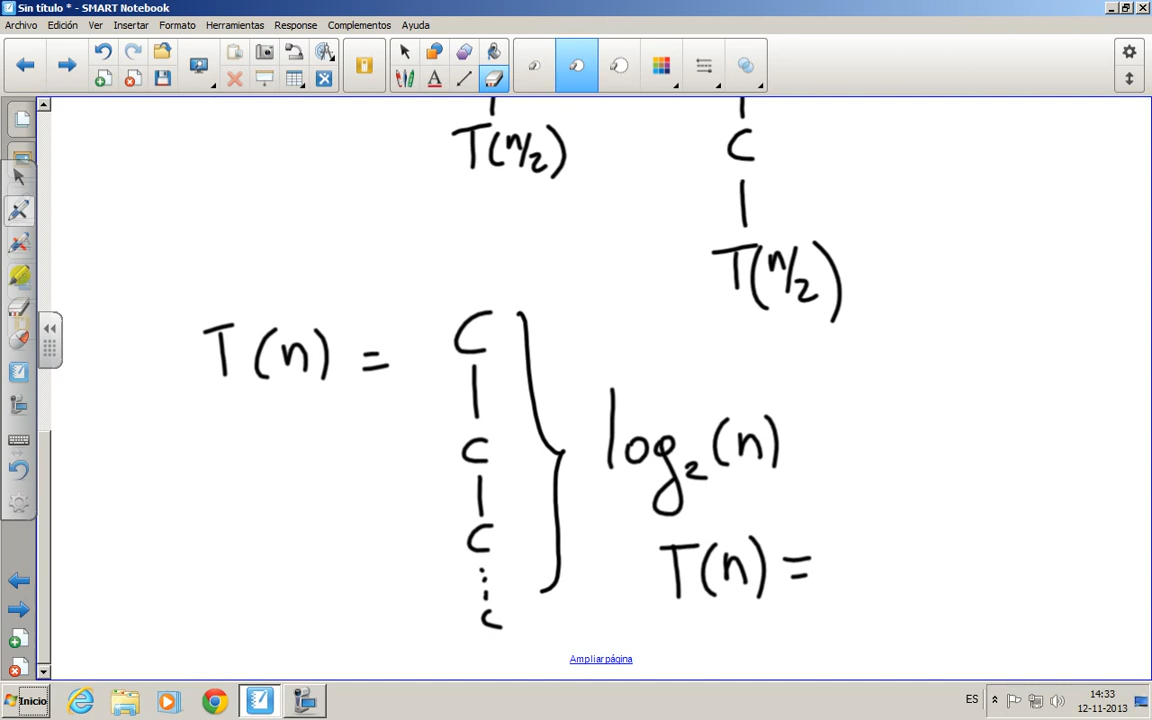 Sin título * - SMART Notebook
Archivo Edición Ver Insertar Formato Herramientas Response Complementos Ayuda
T(n/2)
C
T(n/2)
T(n) =
C
C
C
⋮
C
log₂(n)
T(n) =
Ampliar página
Inicio
ES
14:33
12-11-2013